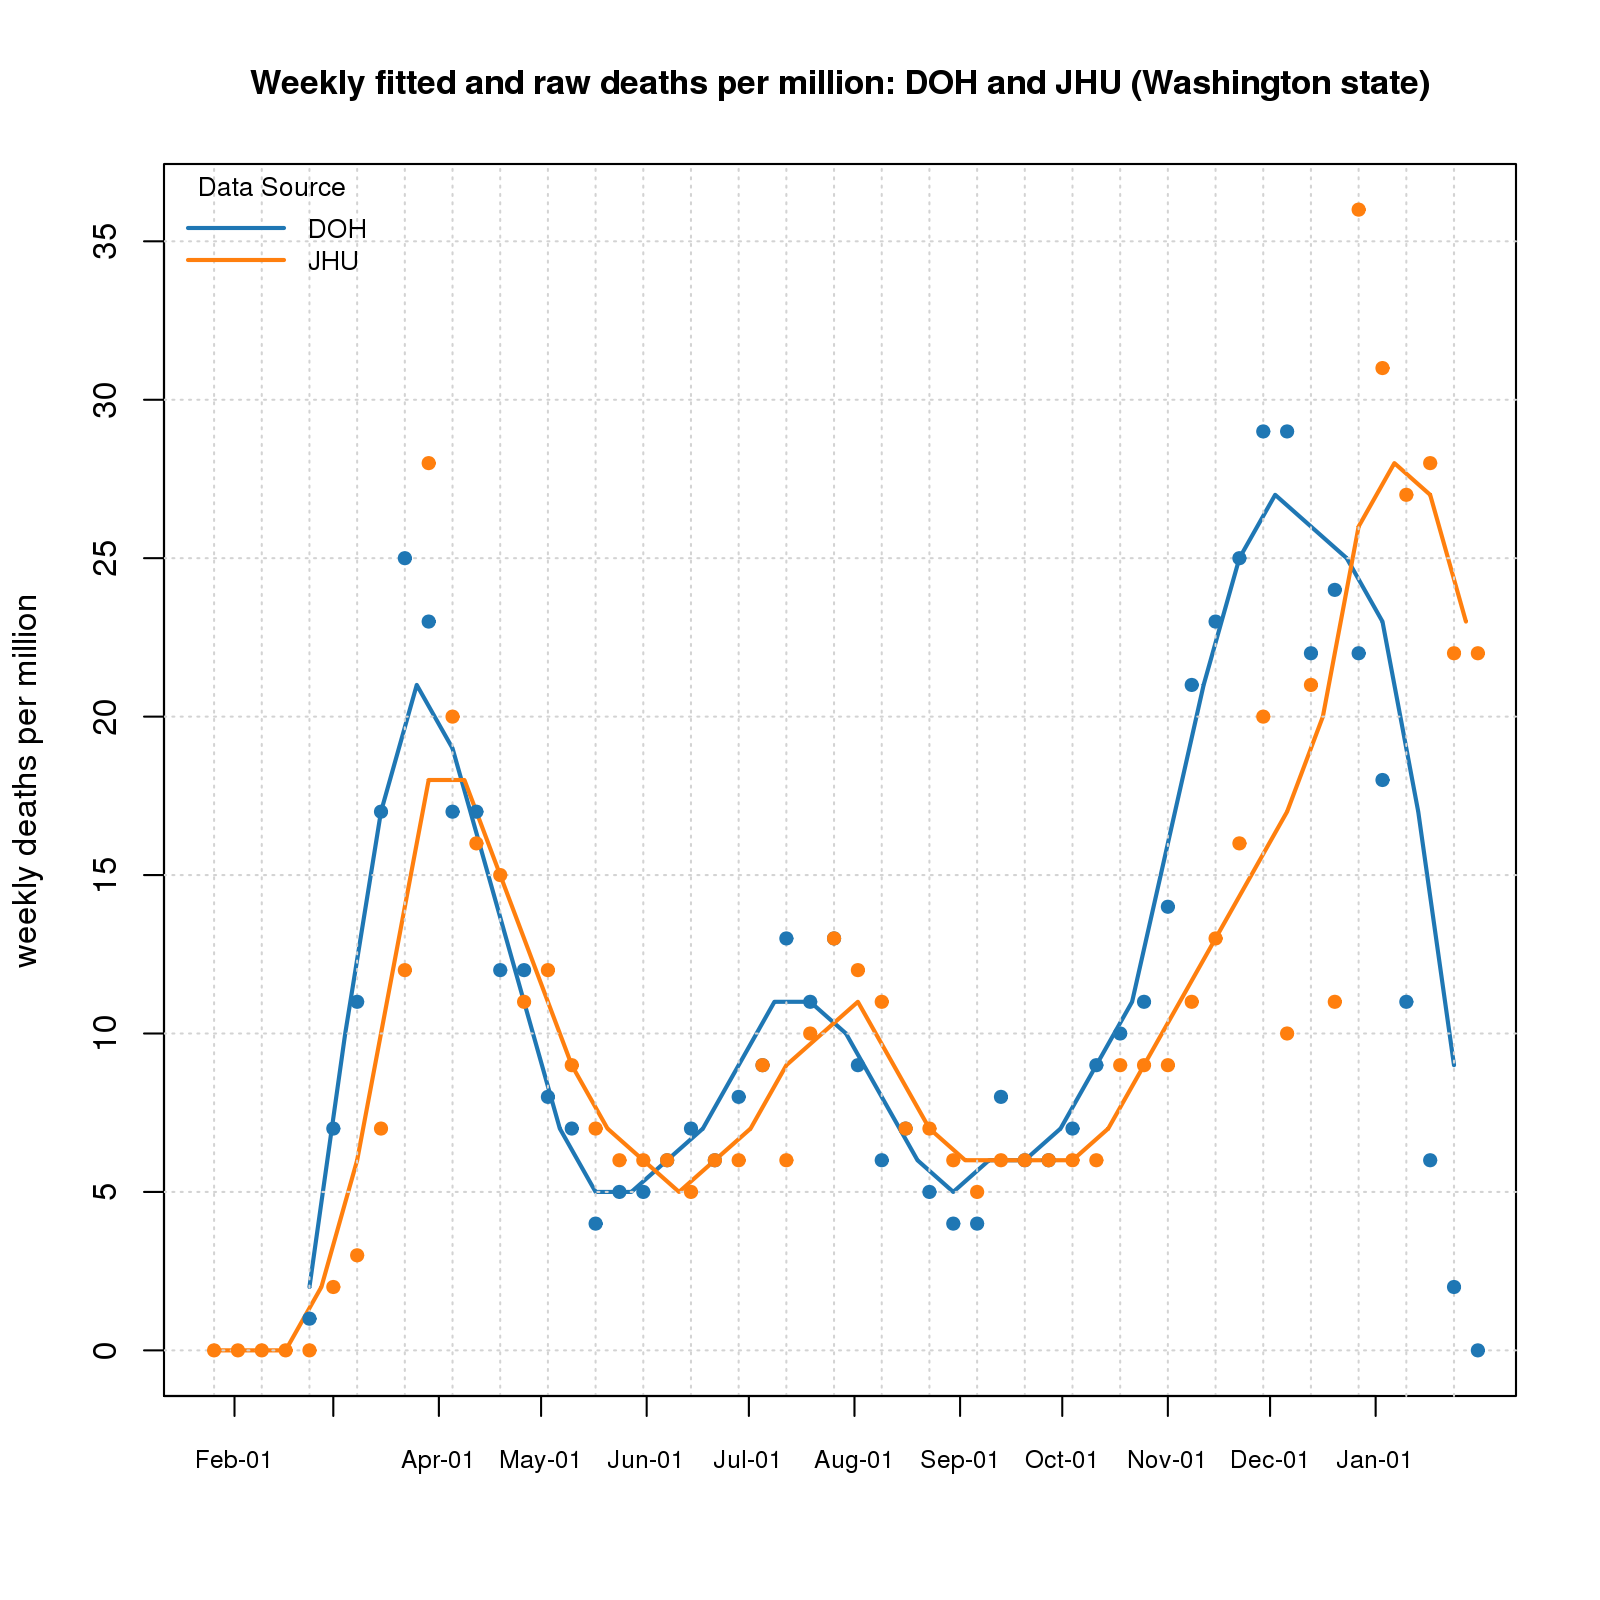 Weekly fitted and raw deaths per million: DOH and JHU (Washington state)
Data Source
DOH
JHU
weekly deaths per million
35
30
25
20
15
10
5
0
Feb-01 Apr-01 May-01 Jun-01 Jul-01 Aug-01 Sep-01 Oct-01 Nov-01 Dec-01 Jan-01